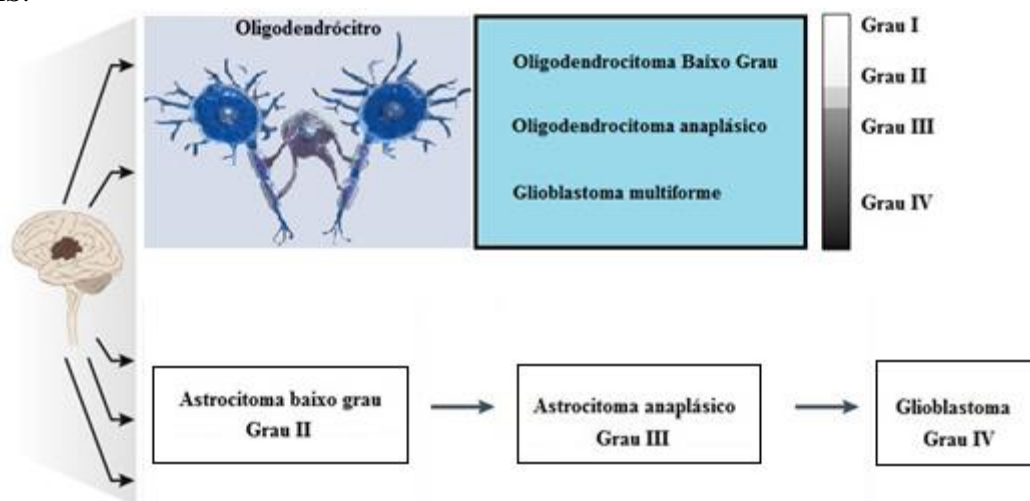 Oligodendrócitro
Oligodendrocitoma Baixo Grau
Oligodendrocitoma anaplásico
Glioblastoma multiforme
Grau I
Grau II
Grau III
Grau IV
Astrocitoma baixo grau
Grau II
Astrocitoma anaplásico
Grau III
Glioblastoma
Grau IV